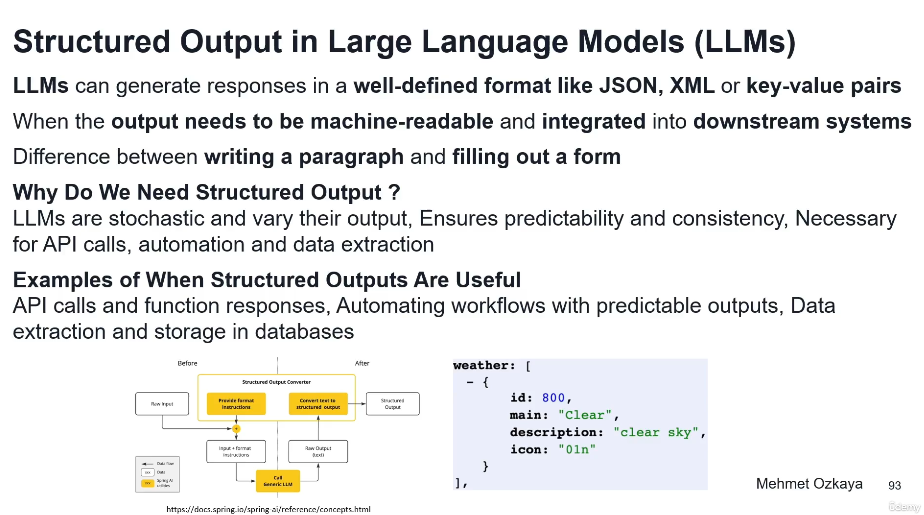 Structured Output in Large Language Models (LLMs)
LLMs can generate responses in a well-defined format like JSON, XML or key-value pairs
When the output needs to be machine-readable and integrated into downstream systems
Difference between writing a paragraph and filling out a form
Why Do We Need Structured Output ?
LLMs are stochastic and vary their output, Ensures predictability and consistency, Necessary
for API calls, automation and data extraction
Examples of When Structured Outputs Are Useful
API calls and function responses, Automating workflows with predictable outputs, Data
extraction and storage in databases
Before
After
Structured Output Converter
Raw Input
Provide format
instructions
Convert text to
structured output
Structured
Output
+
Input + format
instructions
Raw Output
(text)
Call
Generic LLM
Data Flow
xxx Data
xxx Spring AI
utilities
https://docs.spring.io/spring-ai/reference/concepts.html
weather: [
– {
id: 800,
main: "Clear",
description: "clear sky",
icon: "01n"
}
],
Mehmet Ozkaya
93